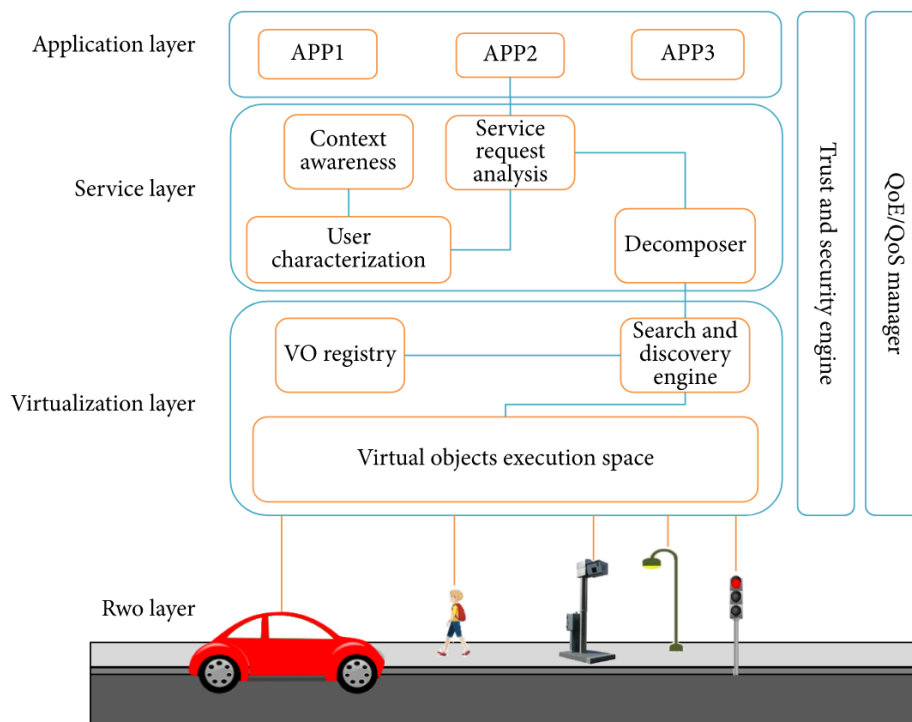 Application layer
APP1
APP2
APP3
Service layer
Context
awareness
Service
request
analysis
User
characterization
Decomposer
Virtualization layer
VO registry
Search and
discovery
engine
Virtual objects execution space
Rwo layer
Trust and security engine
QoE/QoS manager